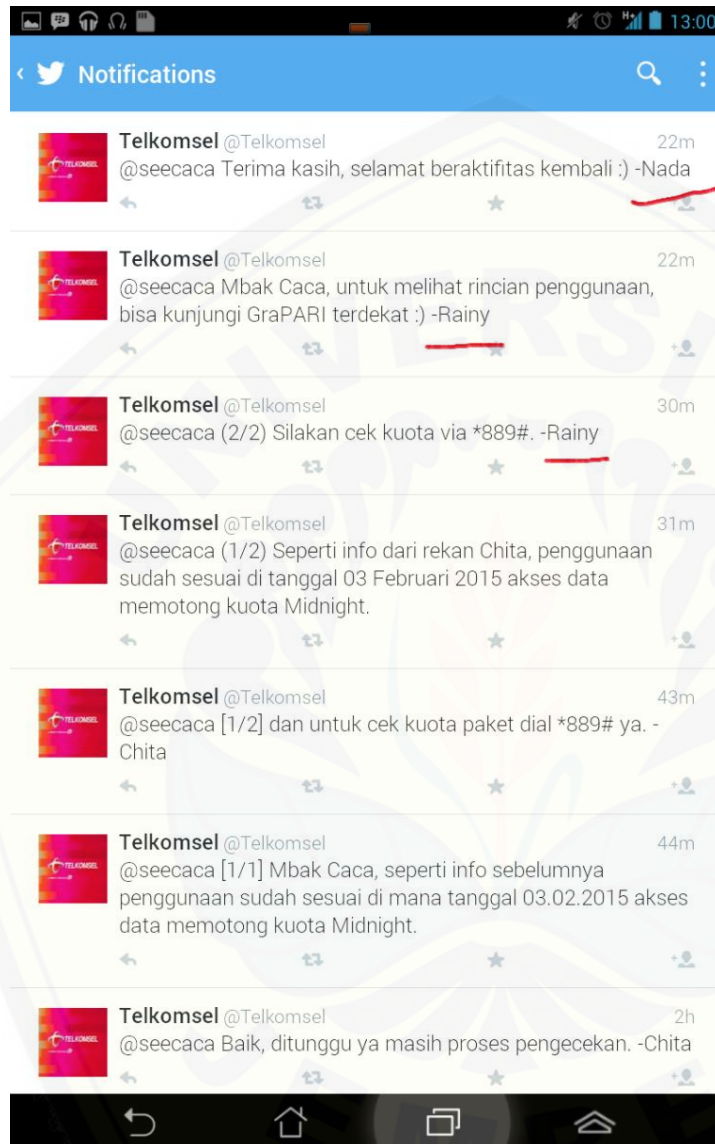 13:00
Notifications
Telkomsel @Telkomsel 22m
@seecaca Terima kasih, selamat beraktifitas kembali :) -Nada
Telkomsel @Telkomsel 22m
@seecaca Mbak Caca, untuk melihat rincian penggunaan,
bisa kunjungi GraPARI terdekat :) -Rainy
Telkomsel @Telkomsel 30m
@seecaca (2/2) Silakan cek kuota via *889#. -Rainy
Telkomsel @Telkomsel 31m
@seecaca (1/2) Seperti info dari rekan Chita, penggunaan
sudah sesuai di tanggal 03 Februari 2015 akses data
memotong kuota Midnight.
Telkomsel @Telkomsel 43m
@seecaca [1/2] dan untuk cek kuota paket dial *889# ya. -
Chita
Telkomsel @Telkomsel 44m
@seecaca [1/1] Mbak Caca, seperti info sebelumnya
penggunaan sudah sesuai di mana tanggal 03.02.2015 akses
data memotong kuota Midnight.
Telkomsel @Telkomsel 2h
@seecaca Baik, ditunggu ya masih proses pengecekan. -Chita